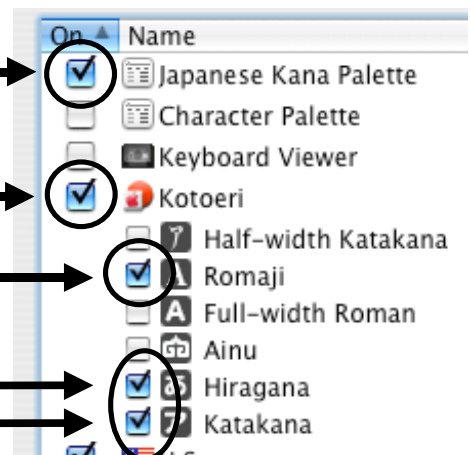 On Name
Japanese Kana Palette
Character Palette
Keyboard Viewer
Kotoeri
Half-width Katakana
Romaji
A Full-width Roman
Ainu
Hiragana
Katakana